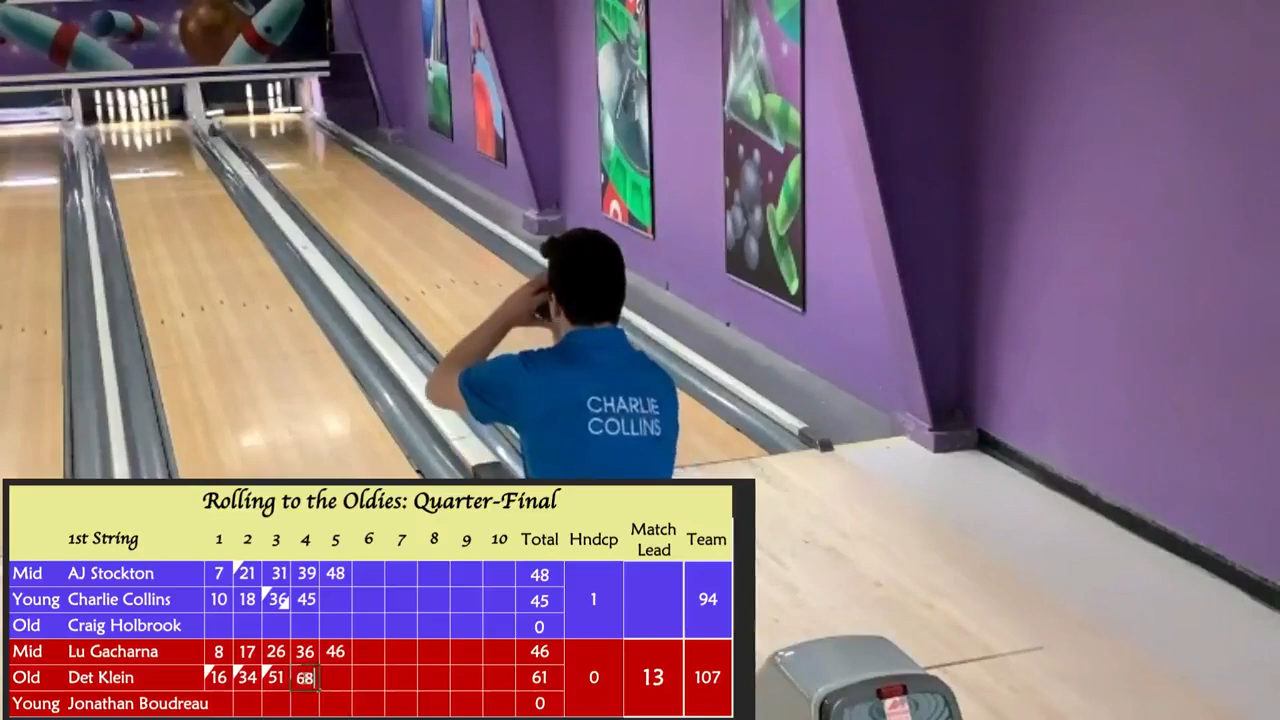 CHARLIE
COLLINS
Rolling to the Oldies: Quarter-Final
1st String 1 2 3 4 5 6 7 8 9 10 Total Hndcp Match Lead Team
Mid AJ Stockton 7 21 31 39 48 48
Young Charlie Collins 10 18 36 45 45 1 94
Old Craig Holbrook 0
Mid Lu Gacharna 8 17 26 36 46 46
Old Det Klein 16 34 51 68 61 0 13 107
Young Jonathan Boudreau 0